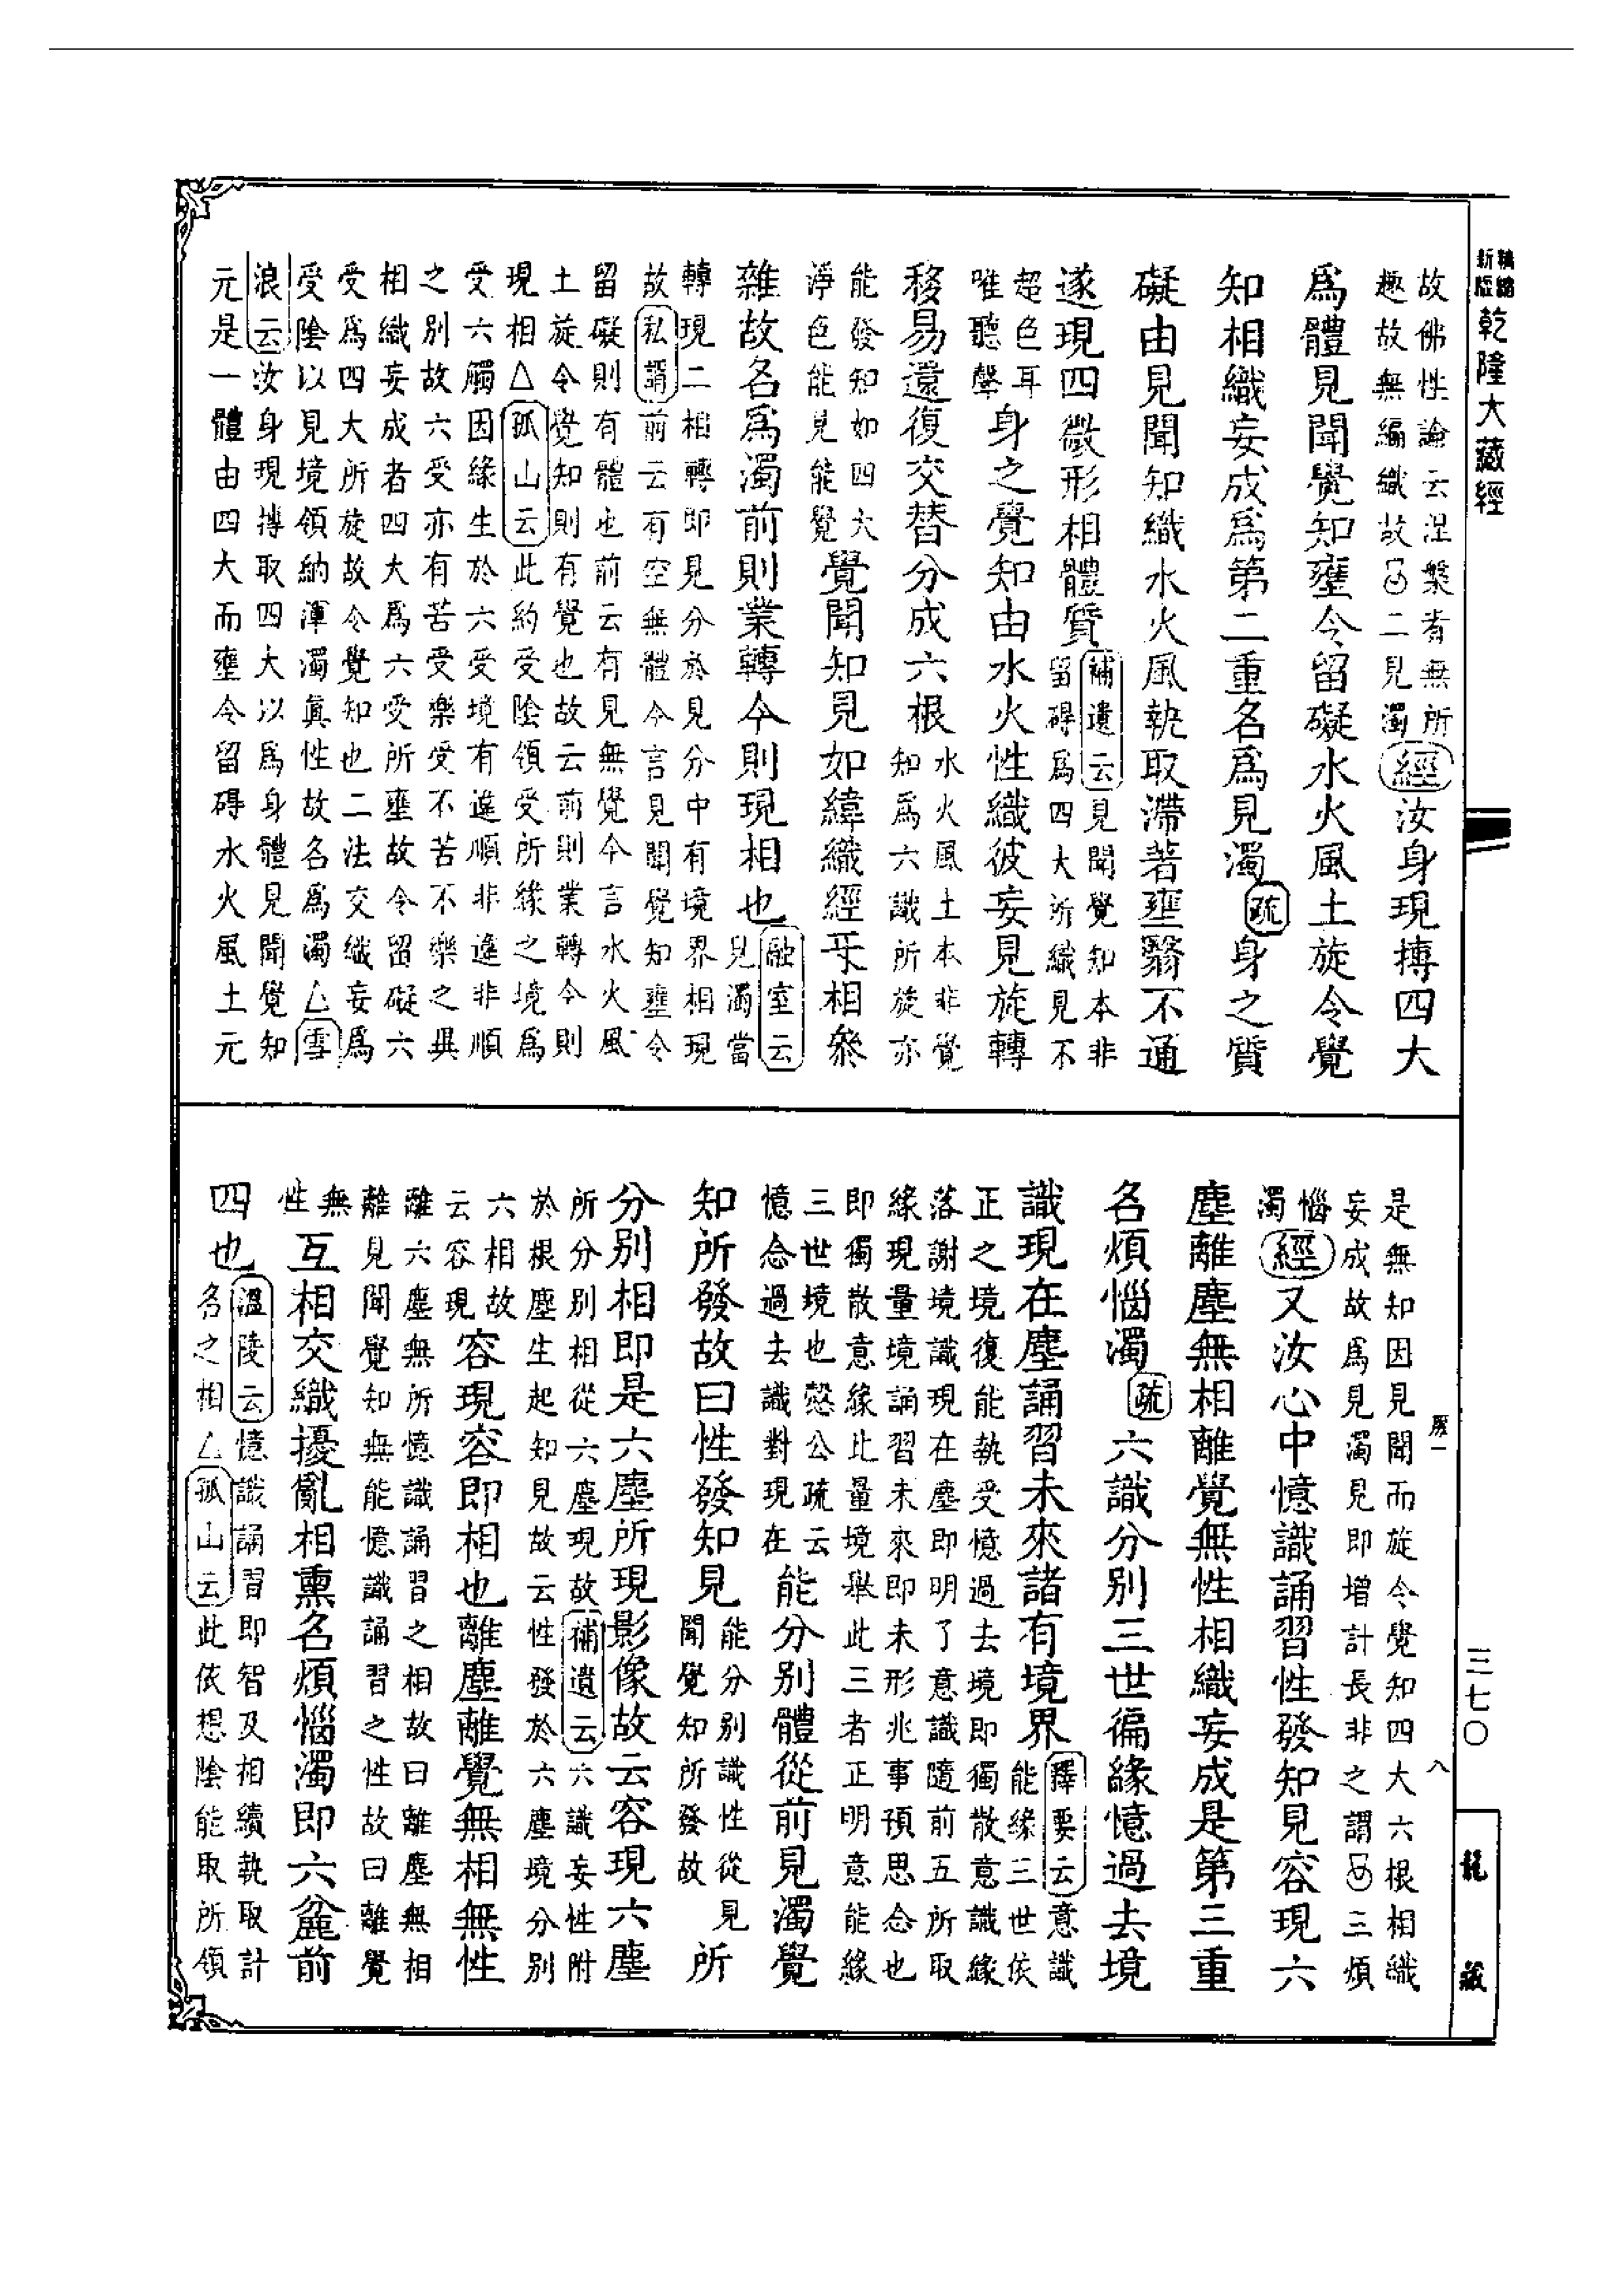 精縮
新版
乾隆大藏經
故佛性論云涅槃者無所
趣故無編織故二見濁
經汝身現摶四大
爲體見聞覺知壅令留礙水火風土旋令覺
知相織妄成爲第二重名爲見濁疏身之質
礙由見聞知織水火風執取滯著壅翳不通
遂現四微形相體質
補遺云見聞覺知本非
留碍爲四大所織見不
超色耳
唯聽聲
身之覺知由水火性織彼妄見旋轉
移易還復交替分成六根
水火風土本非覺
知爲六識所旋亦
能發知如四大
淨色能見能覺
覺聞知見如緯織經㸦相參
雜故名爲濁前則業轉今則現相也
融室云
見濁當
轉現二相轉即見分於見分中有境界相現
故私謂前云有空無體今言見聞覺知壅令
留礙則有體也前云有見無覺今言水火風
土旋令覺知則有覺也故云前則業轉今則
現相△孤山云此約受陰領受所緣之境爲
受六觸因緣生於六受境有違順非違非順
之別故六受亦有苦受樂受不苦不樂之異
相織妄成者四大爲六受所壅故令留礙六
受爲四大所旋故令覺知也二法交織妄爲
受陰以見境領納渾濁眞性故名爲濁△雪
浪云汝身現摶取四大以爲身體見聞覺知
元是一體由四大而壅令留碍水火風土元
是無知因見聞而旋令覺知四大六根相織
妄成故爲見濁見即增計長非之謂三煩
惱
濁
經又汝心中憶識誦習性發知見容現六
塵離塵無相離覺無性相織妄成是第三重
名煩惱濁疏六識分別三世徧緣憶過去境
識現在塵誦習未來諸有境界
釋要云意識
能緣三世依
正之境復能執受憶過去境即獨散意識緣
落謝境識現在塵即明了意識隨前五所取
緣現量境誦習未來即未形兆事預思念也
即獨散意緣比量境舉此三者正明意能緣
三世境也慤公疏云
憶念過去識對現在
能分別體從前見濁覺
知所發故曰性發知見
能分別識性從見
聞覺知所發故
所
分別相即是六塵所現影像故云容現六塵
所分別相從六塵現故補遺云六識妄性附
於根塵生起知見故云性發於六塵境分別
六相故
云容現
容現容即相也離塵離覺無相無性
離六塵無所憶識誦習之相故曰離塵無相
離見聞覺知無能憶識誦習之性故曰離覺
無
性
互相交織擾亂相熏名煩惱濁即六麁前
四也
溫陵云憶識誦習即智及相續執取計
名之相△孤山云此依想陰能取所領
三七〇
八
龍藏